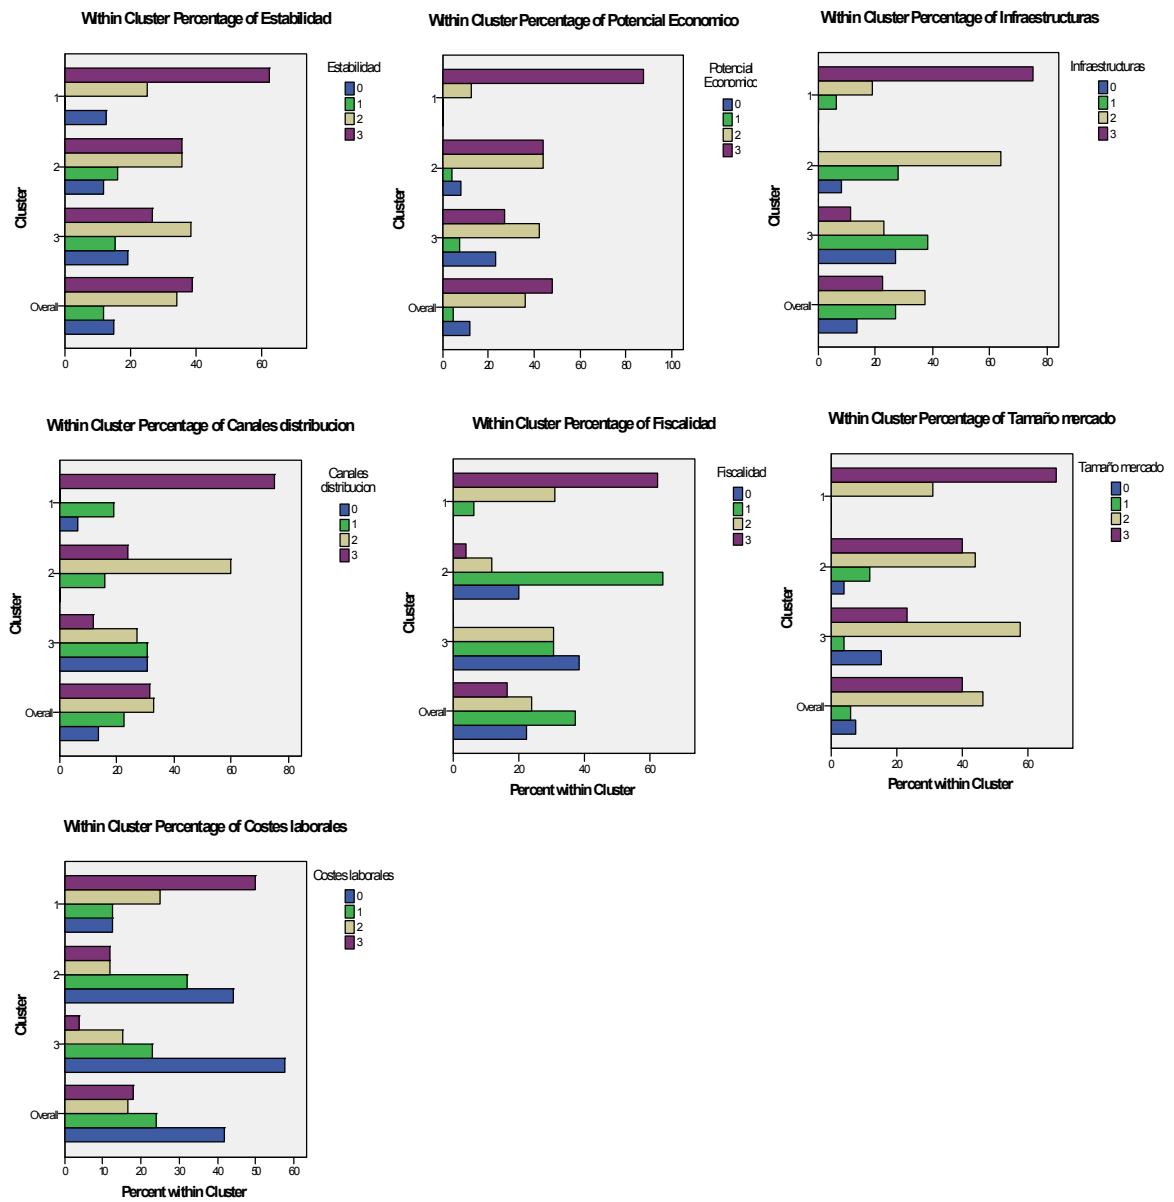 Within Cluster Percentage of Estabilidad
Estabilidad
0
1
2
3
Cluster
1
2
3
Overall
0 20 40 60
Within Cluster Percentage of Potencial Economico
Potencial
Economico
0
1
2
3
Cluster
1
2
3
Overall
0 20 40 60 80 100
Within Cluster Percentage of Infraestructuras
Infraestructuras
0
1
2
3
Cluster
1
2
3
Overall
0 20 40 60 80
Within Cluster Percentage of Canales distribucion
Canales
distribucion
0
1
2
3
Cluster
1
2
3
Overall
0 20 40 60 80
Within Cluster Percentage of Fiscalidad
Fiscalidad
0
1
2
3
Cluster
1
2
3
Overall
0 20 40 60
Percent within Cluster
Within Cluster Percentage of Tamaño mercado
Tamaño mercado
0
1
2
3
Cluster
1
2
3
Overall
0 20 40 60
Percent within Cluster
Within Cluster Percentage of Costes laborales
Costes laborales
0
1
2
3
Cluster
1
2
3
Overall
0 10 20 30 40 50 60
Percent within Cluster